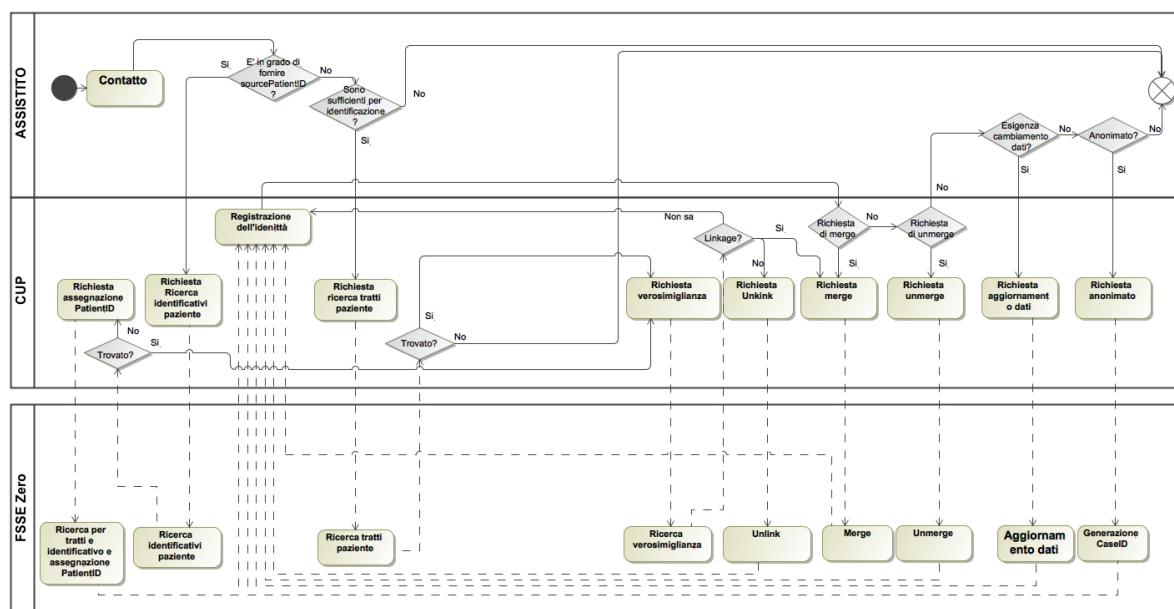 ASSISTITO
Contatto
Si.
E' in grado di
fornire
sourcePatientID
?
No
Sono
sufficienti per
identificazione
?
No
Si.
Esigenza
cambiamento
dati?
No
Anonimato?
No
Si
Si
CUP
Registrazione
dell'idenittà
Non sa
Linkage?
Si.
No
Richiesta
di merge
No
Richiesta
di unmerge
No
Si.
Si.
Richiesta
assegnazione
PatientID
Richiesta
Ricerca
identificativi
paziente
Richiesta
ricerca tratti
paziente
Richiesta
verosimiglianza
Richiesta
Unkink
Richiesta
merge
Richiesta
unmerge
Richiesta
aggiornament
o dati
Richiesta
anonimato
No
Trovato?
Si.
Si.
Trovato?
No
FSSE Zero
Ricerca per
tratti e
identificativo e
assegnazione
PatientID
Ricerca
identificativi
paziente
Ricerca tratti
paziente
Ricerca
verosimiglianza
Unlink
Merge
Unmerge
Aggiornam
ento dati
Generazione
CaseID